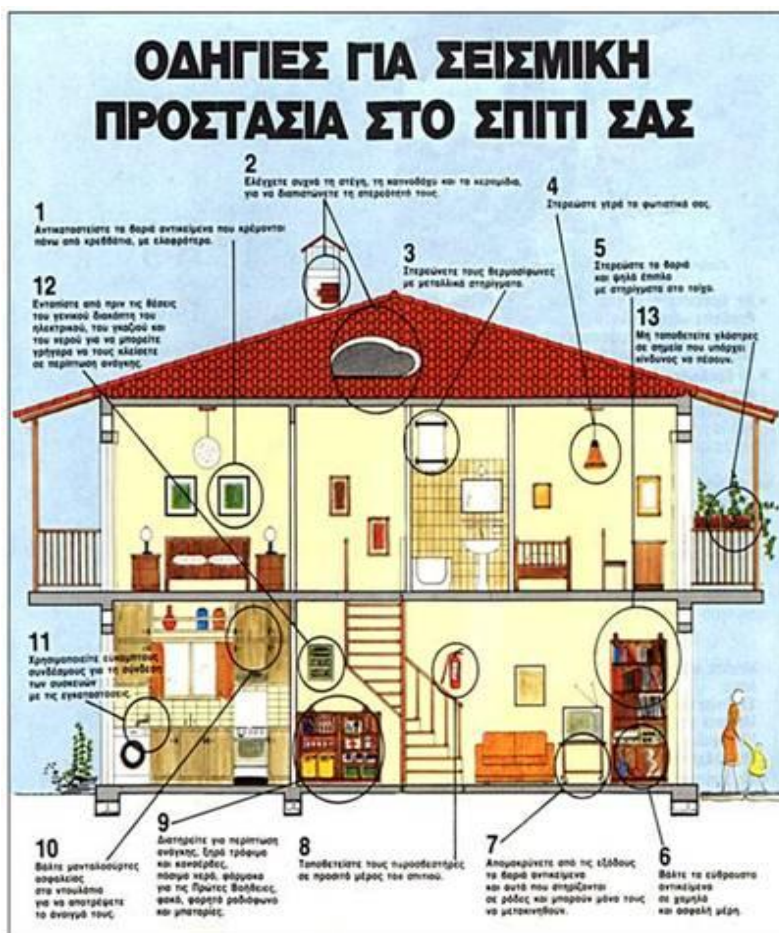 ΟΔΗΓΙΕΣ ΓΙΑ ΣΕΙΣΜΙΚΗ
ΠΡΟΣΤΑΣΙΑ ΣΤΟ ΣΠΙΤΙ ΣΑΣ
1
Αντικαταστείστε τα βαριά αντικείμενα που κρέμονται
πάνω από κρεββάτια, με ελαφρότερα.
2
Ελέγχετε συχνά τη στέγη, τη καπνοδόχο και τα κεραμίδια,
για να διαπιστώνετε τη στερεότητά τους.
3
Στερεώνετε τους θερμοσίφωνες
με μεταλλικά στηρίγματα.
4
Στερεώστε γερά τα φωτιστικά σας.
5
Στερεώστε τα βαριά
και ψηλά έπιπλα
με στηρίγματα στο τοίχο.
12
Εντοπίστε από πριν τις θέσεις
του γενικού διακόπτη του
ηλεκτρικού, του γκαζιού και
του νερού για να μπορείτε
γρήγορα να τους κλείσετε
σε περίπτωση ανάγκης.
13
Μη τοποθετείτε γλάστρες
σε σημεία που υπάρχει
κίνδυνος να πέσουν.
11
Χρησιμοποιείτε εύκαμπτους
συνδέσμους για τη σύνδεση
των συσκευών
με τις εγκαταστάσεις.
10
Βάλτε μανταλοσύρτες
ασφαλείας
στα ντουλάπια
για να αποτρέψετε
το άνοιγμά τους.
9
Διατηρείτε για περίπτωση
ανάγκης, ξηρά τρόφιμα
και κονσέρβες,
πόσιμο νερό, φάρμακα
για τις Πρώτες Βοήθειες,
φακό, φορητό ραδιόφωνο
και μπαταρίες.
8
Τοποθετείστε τους πυροσβεστήρες
σε προσιτό μέρος του σπιτιού.
7
Απομακρύνετε από τις εξόδους
τα βαριά αντικείμενα
και αυτά που στηρίζονται
σε ρόδες και μπορούν μόνα τους
να μετακινηθούν.
6
Βάλτε τα εύθραυστα
αντικείμενα
σε χαμηλά
και ασφαλή μέρη.